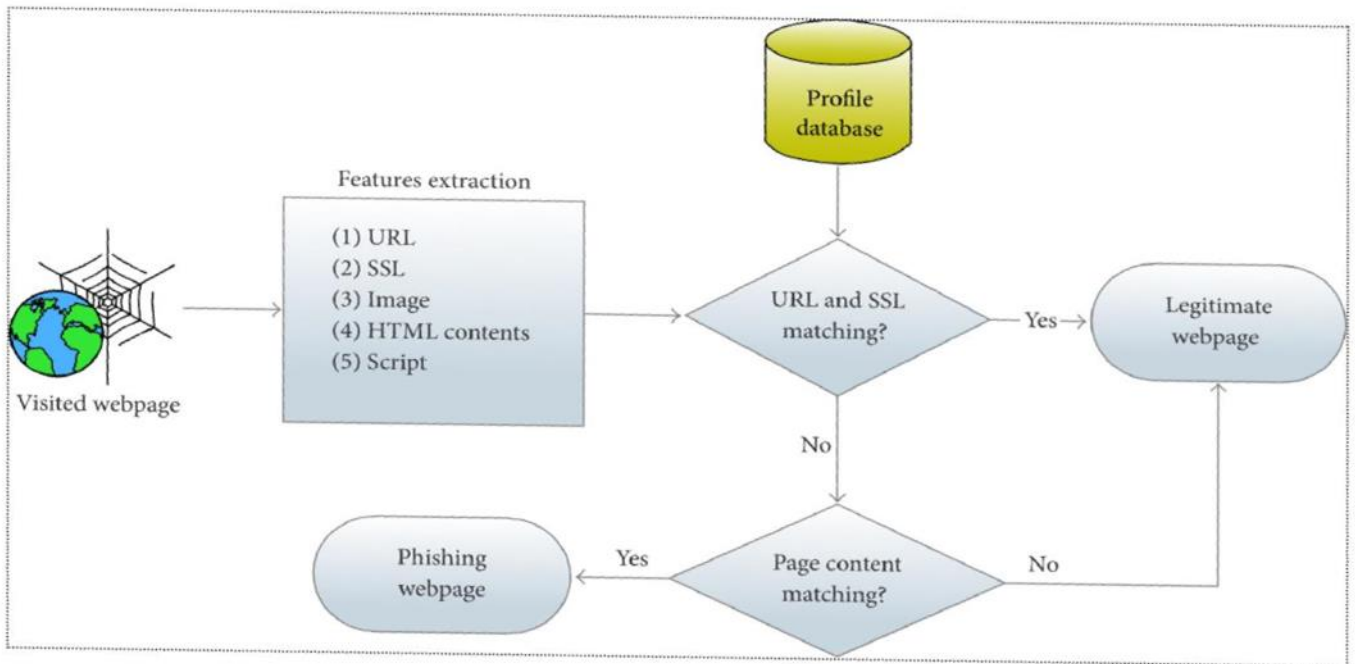 Profile
database
Features extraction
(1) URL
(2) SSL
(3) Image
(4) HTML contents
(5) Script
Visited webpage
URL and SSL
matching?
Yes
Legitimate
webpage
No
Page content
matching?
Yes
Phishing
webpage
No